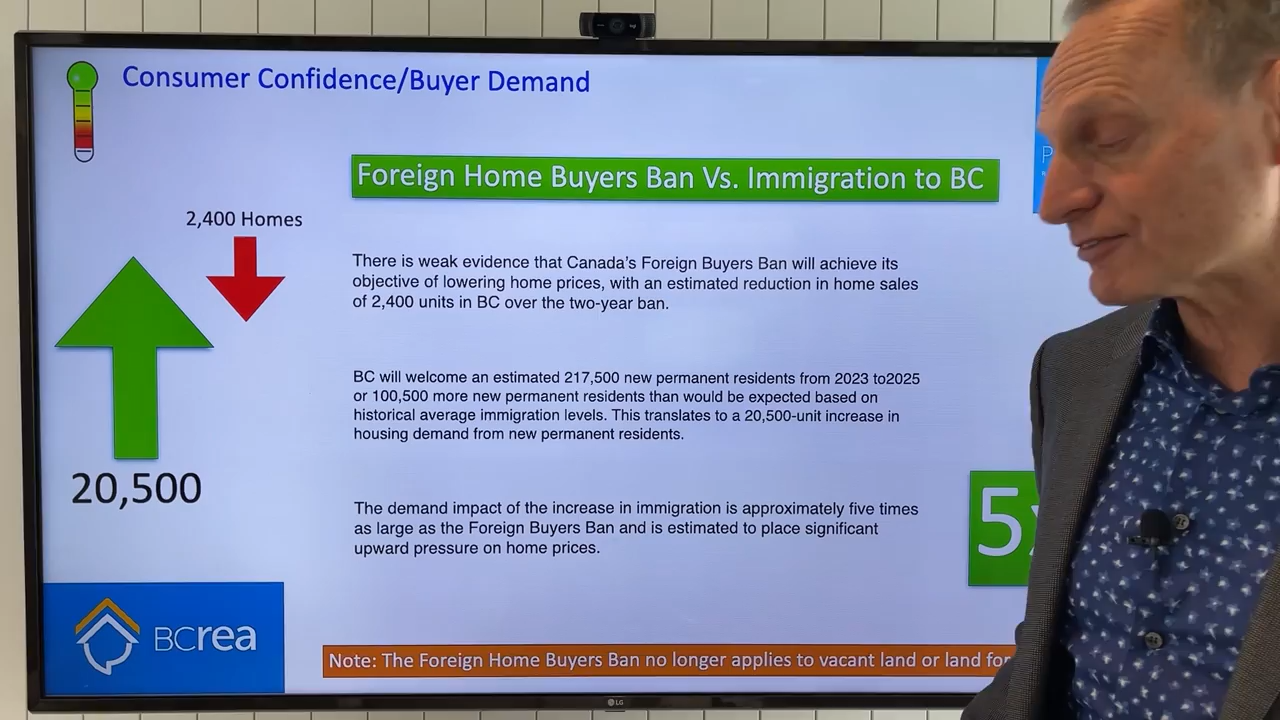 Consumer Confidence/Buyer Demand
Foreign Home Buyers Ban Vs. Immigration to BC
2,400 Homes
There is weak evidence that Canada's Foreign Buyers Ban will achieve its
objective of lowering home prices, with an estimated reduction in home sales
of 2,400 units in BC over the two-year ban.
BC will welcome an estimated 217,500 new permanent residents from 2023 to2025
or 100,500 more new permanent residents than would be expected based on
historical average immigration levels. This translates to a 20,500-unit increase in
housing demand from new permanent residents.
20,500
The demand impact of the increase in immigration is approximately five times
as large as the Foreign Buyers Ban and is estimated to place significant
upward pressure on home prices.
5x
BCrea
Note: The Foreign Home Buyers Ban no longer applies to vacant land or land for
LG